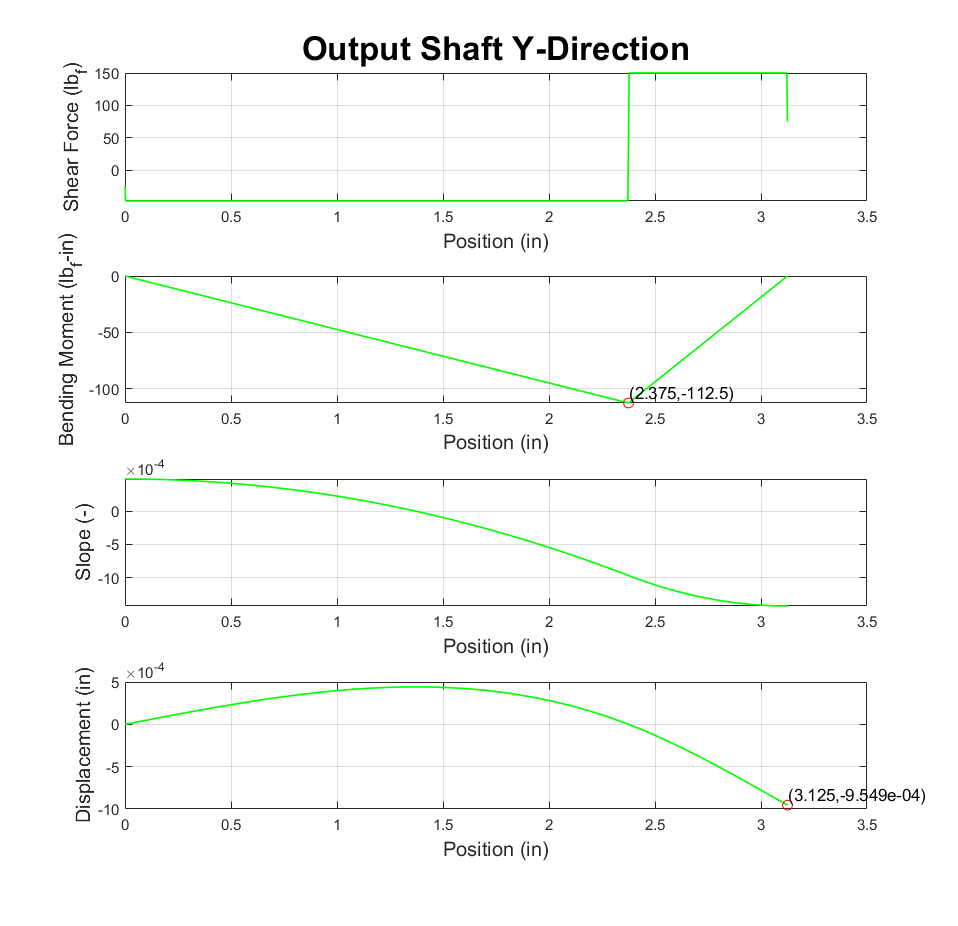 Output Shaft Y-Direction
Shear Force (lb_f)
150
100
50
0
0 0.5 1 1.5 2 2.5 3 3.5
Position (in)
Bending Moment (lb_f-in)
0
-50
-100
(2.375,-112.5)
0 0.5 1 1.5 2 2.5 3 3.5
Position (in)
×10^-4
Slope (-)
0
-5
-10
0 0.5 1 1.5 2 2.5 3 3.5
Position (in)
×10^-4
Displacement (in)
5
0
-5
-10
(3.125,-9.549e-04)
0 0.5 1 1.5 2 2.5 3 3.5
Position (in)